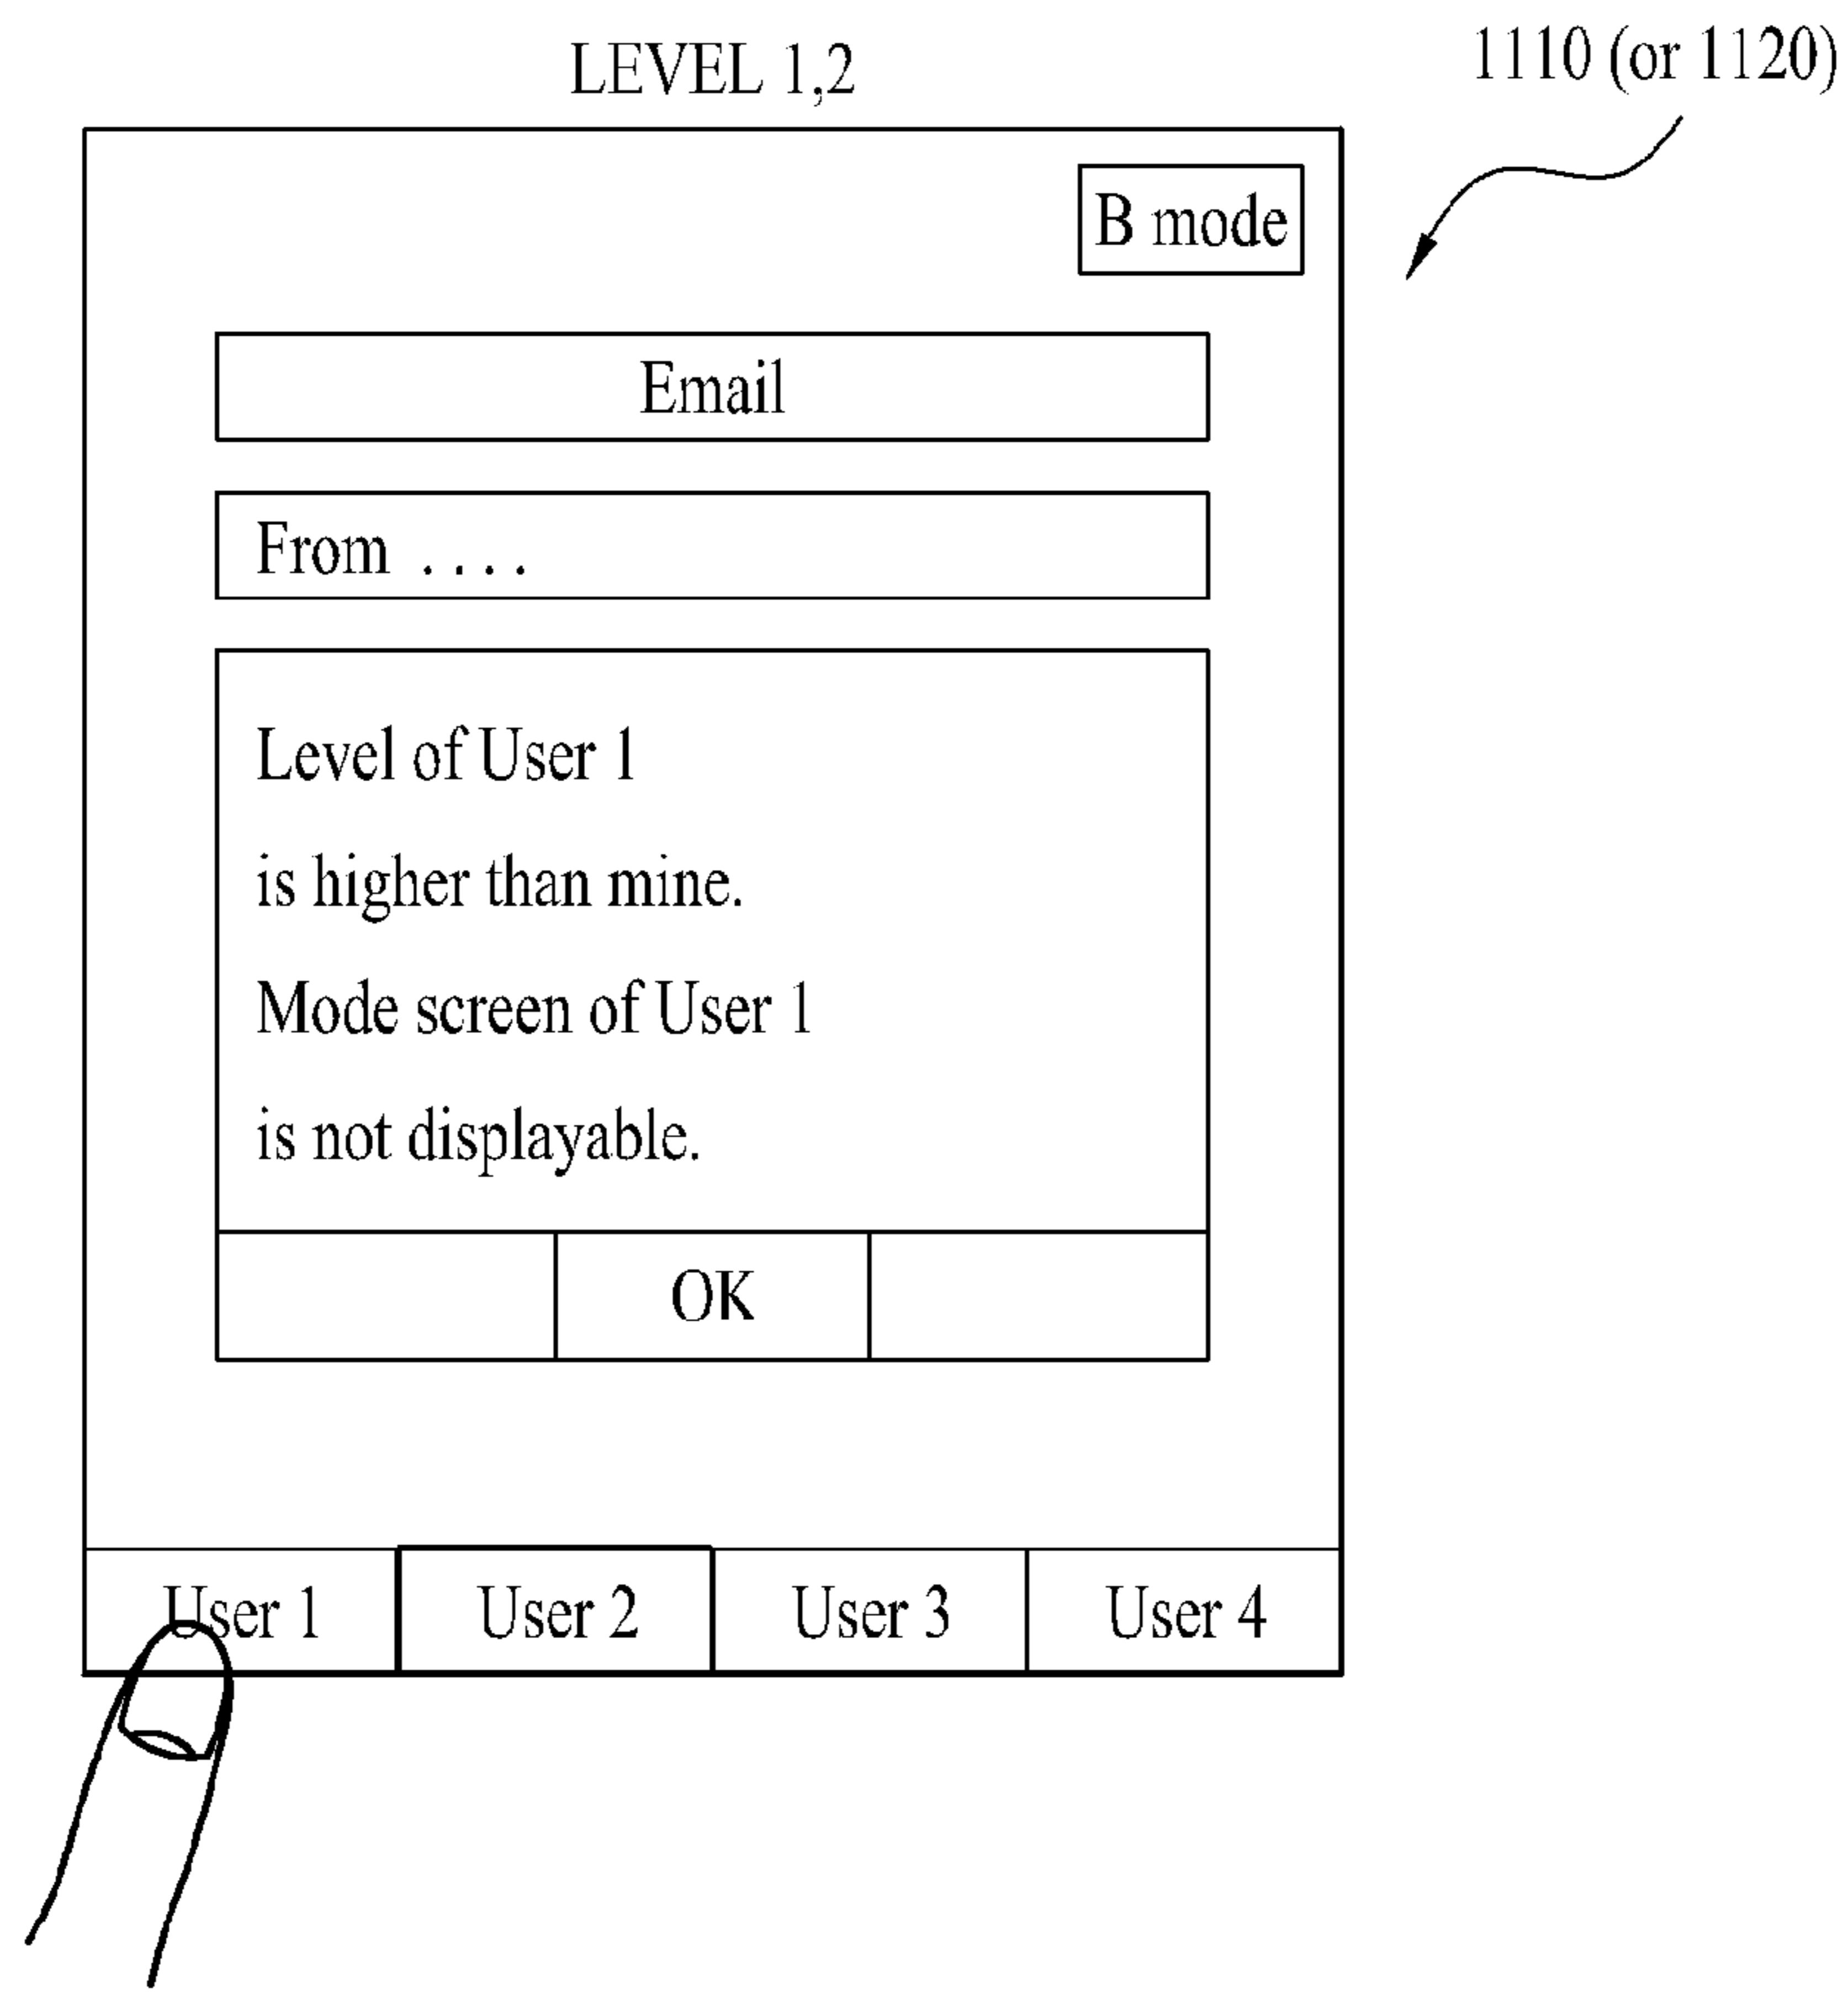 LEVEL 1,2
1110 (or 1120)
B mode
Email
From ....
Level of User 1
is higher than mine.
Mode screen of User 1
is not displayable.
OK
User 1 User 2 User 3 User 4